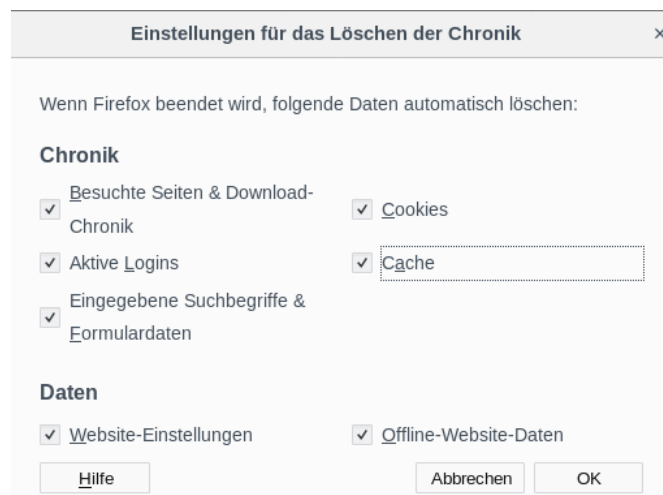 Einstellungen für das Löschen der Chronik
Wenn Firefox beendet wird, folgende Daten automatisch löschen:
Chronik
Besuchte Seiten & Download-
Chronik
Cookies
Aktive Logins
Cache
Eingegebene Suchbegriffe &
Formulardaten
Daten
Website-Einstellungen
Offline-Website-Daten
Hilfe
Abbrechen
OK